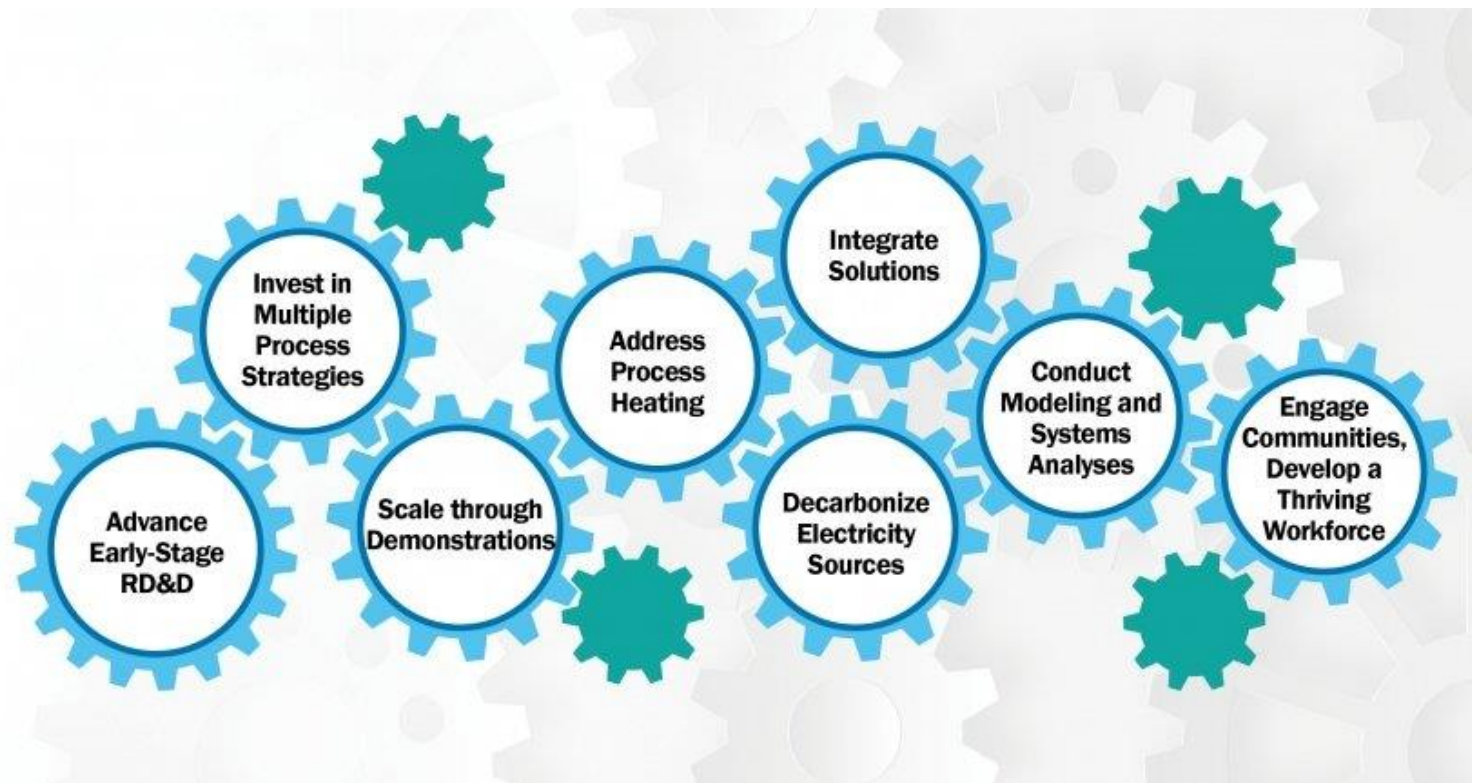 Advance
Early-Stage
RD&D
Invest in
Multiple
Process
Strategies
Scale through
Demonstrations
Address
Process
Heating
Decarbonize
Electricity
Sources
Integrate
Solutions
Conduct
Modeling and
Systems
Analyses
Engage
Communities,
Develop a
Thriving
Workforce